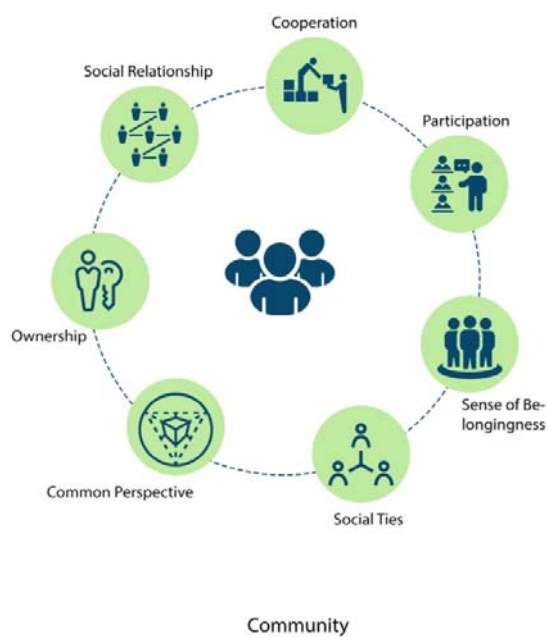 Cooperation
Social Relationship
Participation
Ownership
Sense of Be-
longingness
Common Perspective
Social Ties
Community